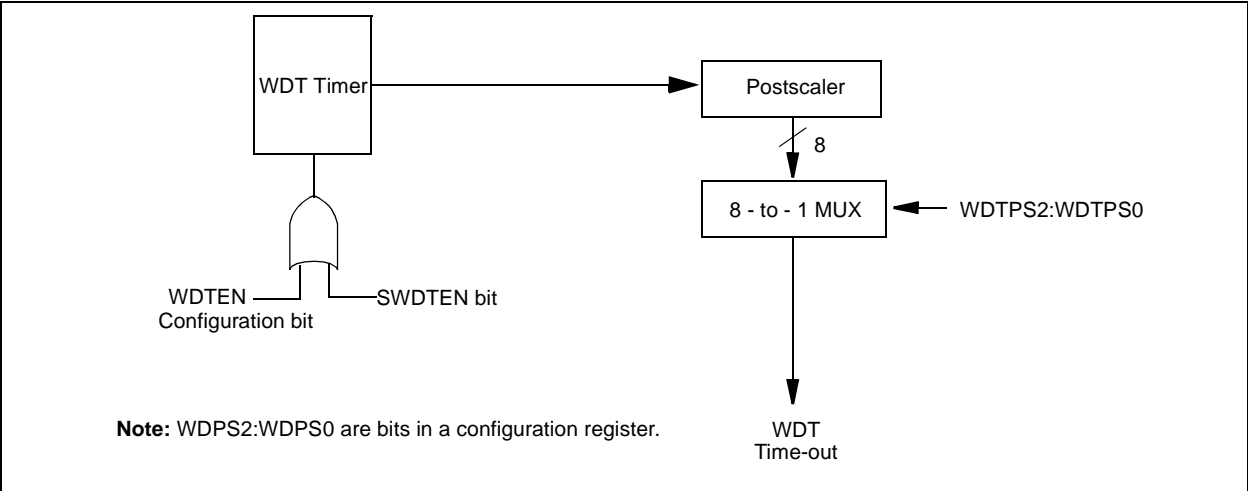 WDT Timer
Postscaler
8
8 - to - 1 MUX
WDTPS2:WDTPS0
WDTEN
Configuration bit
SWDTEN bit
Note: WDPS2:WDPS0 are bits in a configuration register.
WDT
Time-out